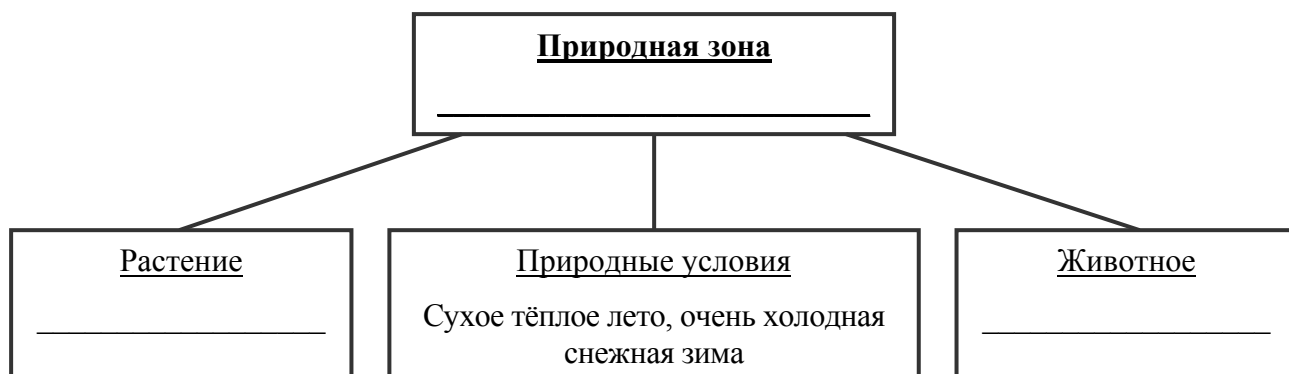 Природная зона
Растение
Природные условия
Сухое тёплое лето, очень холодная
снежная зима
Животное